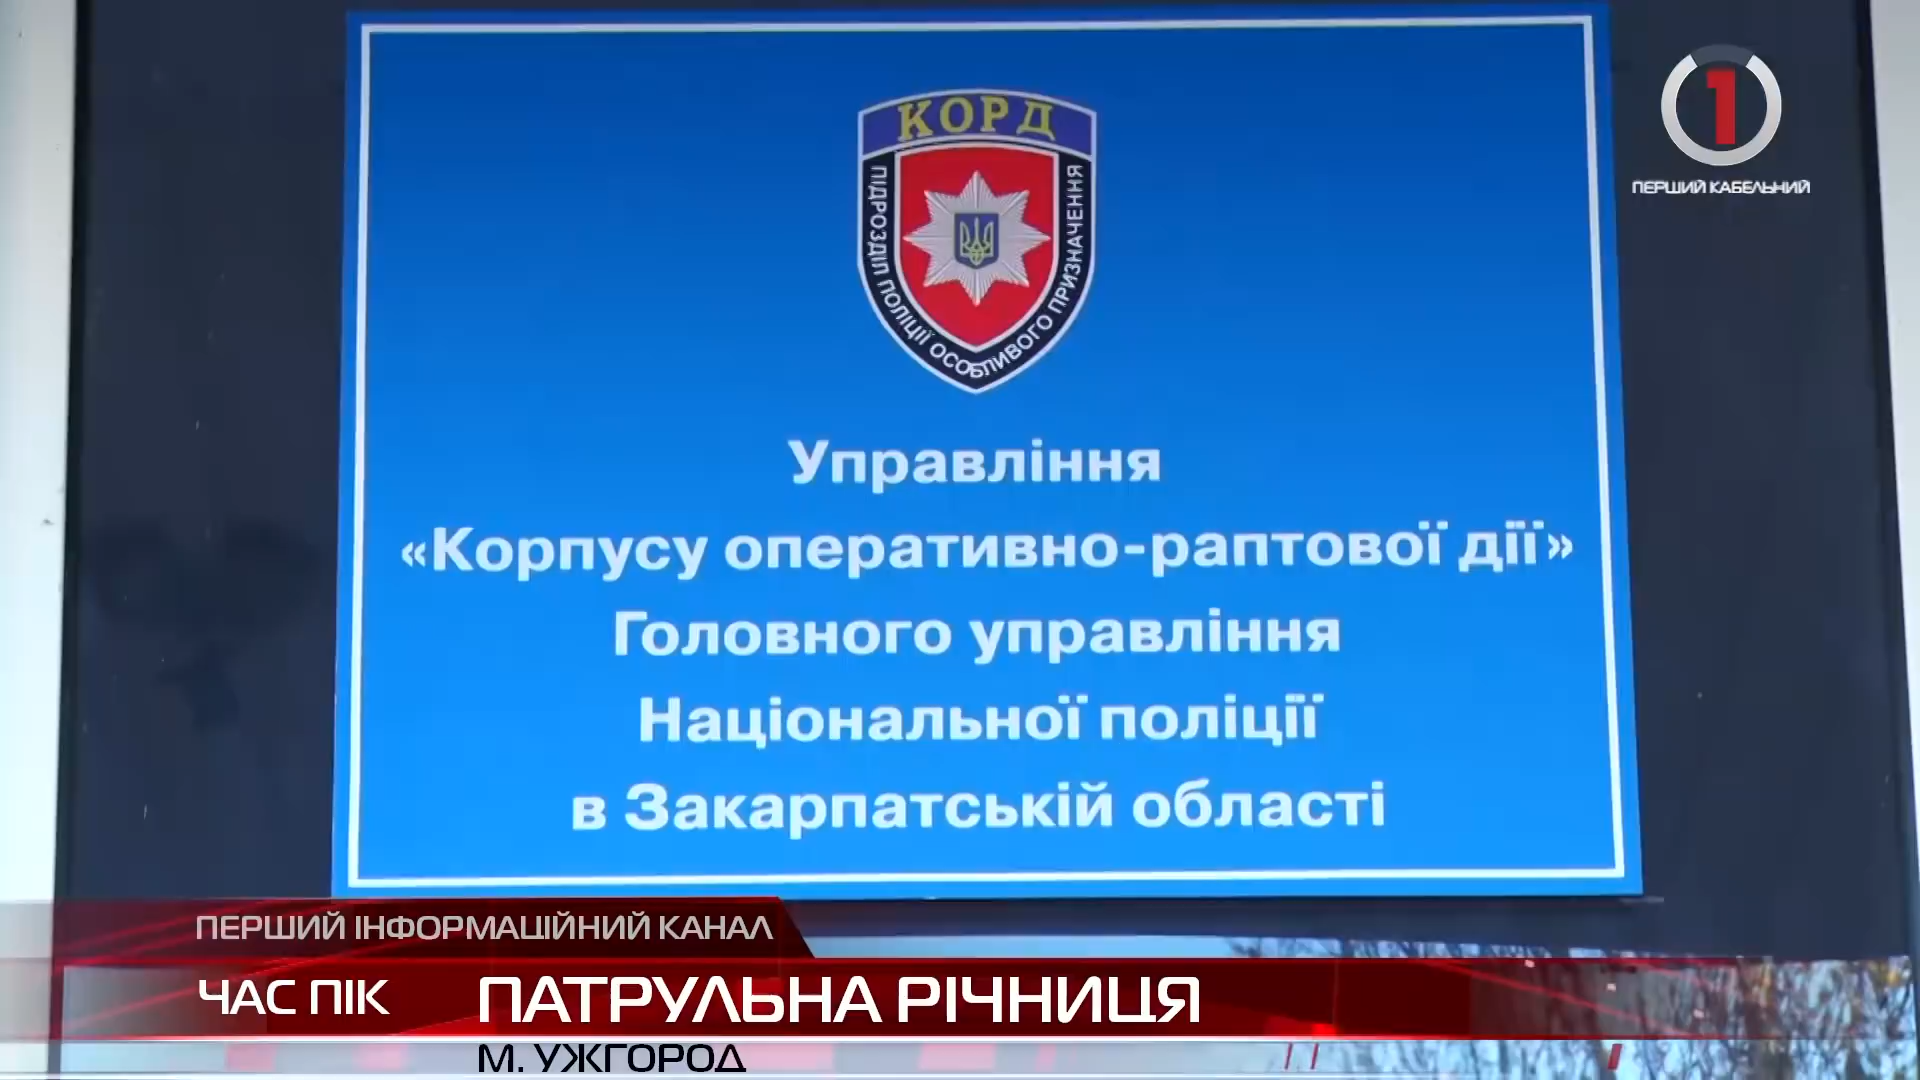 КОРД
ПІДРОЗДІЛ ПОЛІЦІЇ ОСОБЛИВОГО ПРИЗНАЧЕННЯ
1
ПЕРШИЙ КАБЕЛЬНИЙ
Управління
«Корпусу оперативно-раптової дії»
Головного управління
Національної поліції
в Закарпатській області
ПЕРШИЙ ІНФОРМАЦІЙНИЙ КАНАЛ
ЧАС ПІК ПАТРУЛЬНА РІЧНИЦЯ
М. УЖГОРОД